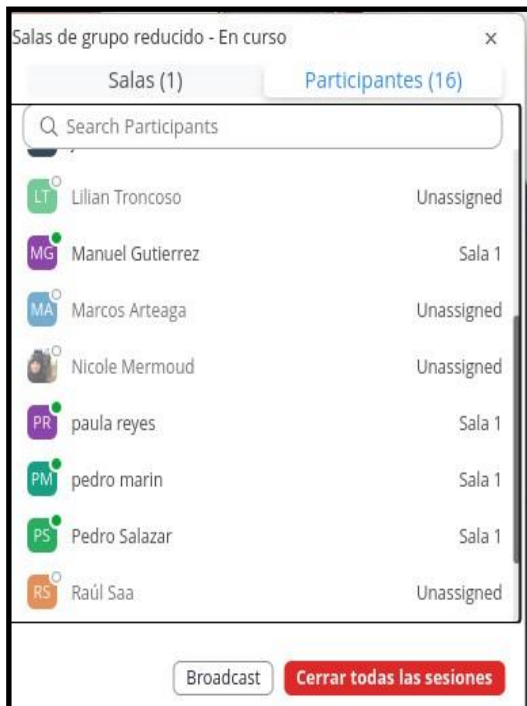 Salas de grupo reducido - En curso ×
Salas (1) Participantes (16)
Search Participants
LT Lilian Troncoso Unassigned
MG Manuel Gutierrez Sala 1
MA Marcos Arteaga Unassigned
Nicole Mermoud Unassigned
PR paula reyes Sala 1
PM pedro marin Sala 1
PS Pedro Salazar Sala 1
RS Raúl Saa Unassigned
Broadcast Cerrar todas las sesiones